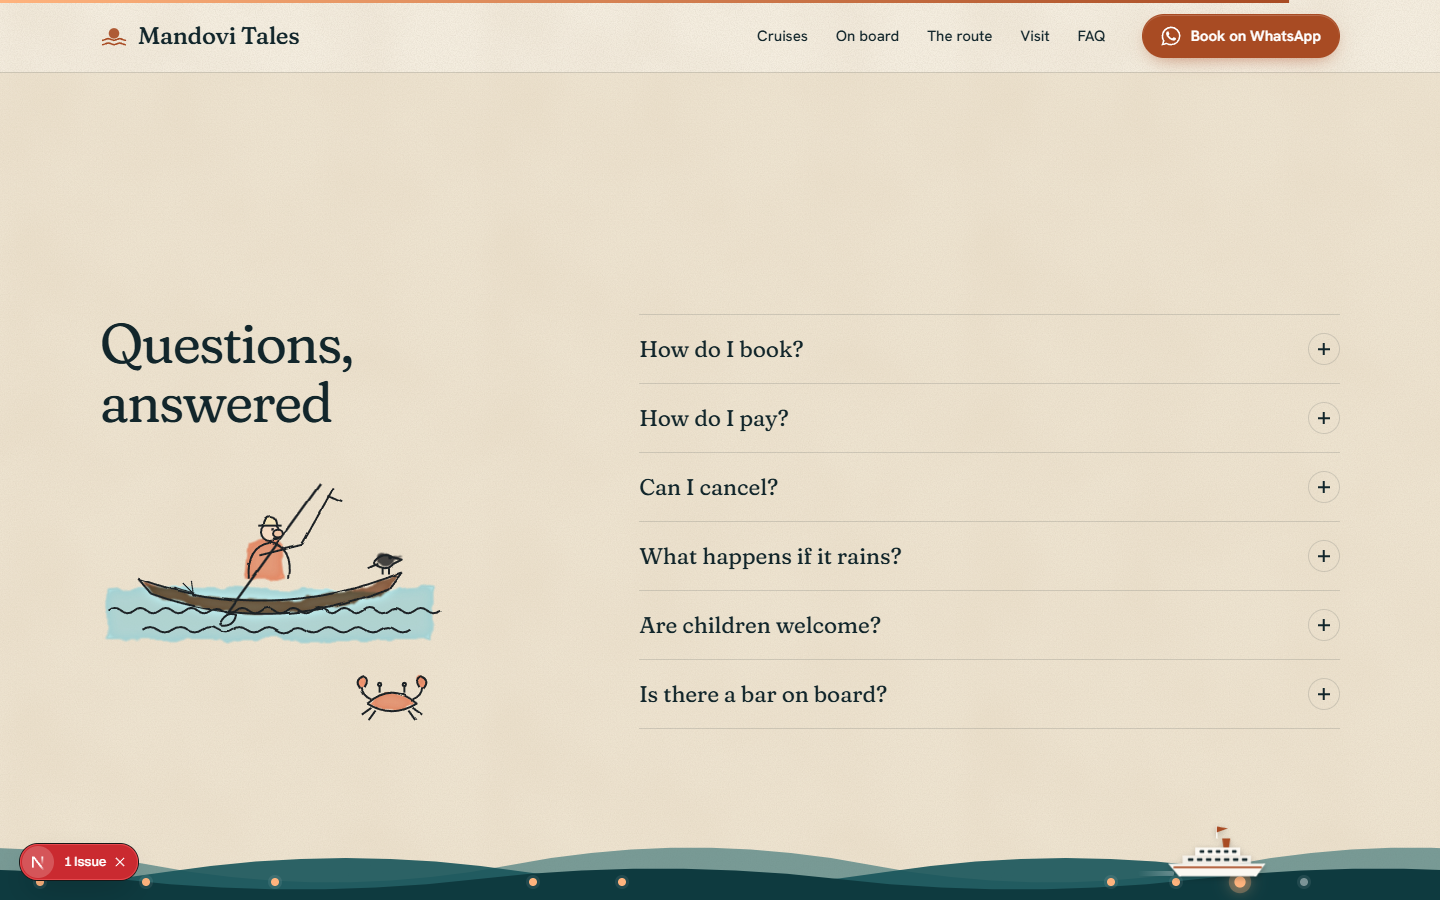 Mandovi Tales
Cruises
On board
The route
Visit
FAQ
Book on WhatsApp
Questions,
answered
How do I book?
How do I pay?
Can I cancel?
What happens if it rains?
Are children welcome?
Is there a bar on board?
N
1 Issue